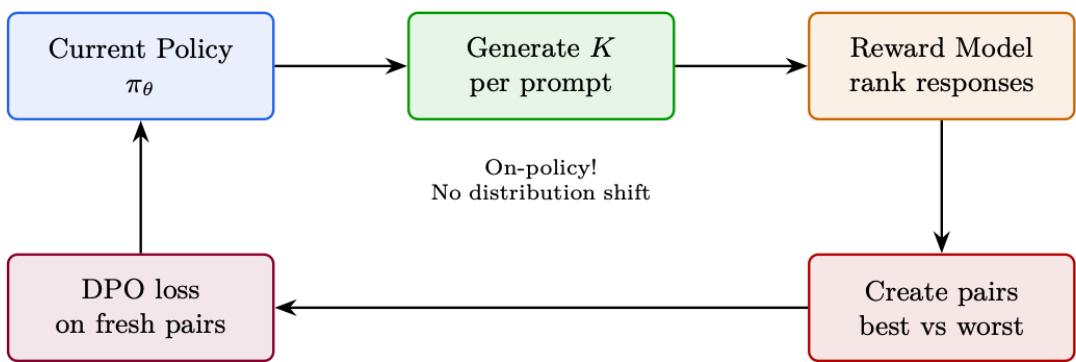 Current Policy
π_θ
Generate K
per prompt
Reward Model
rank responses
On-policy!
No distribution shift
DPO loss
on fresh pairs
Create pairs
best vs worst